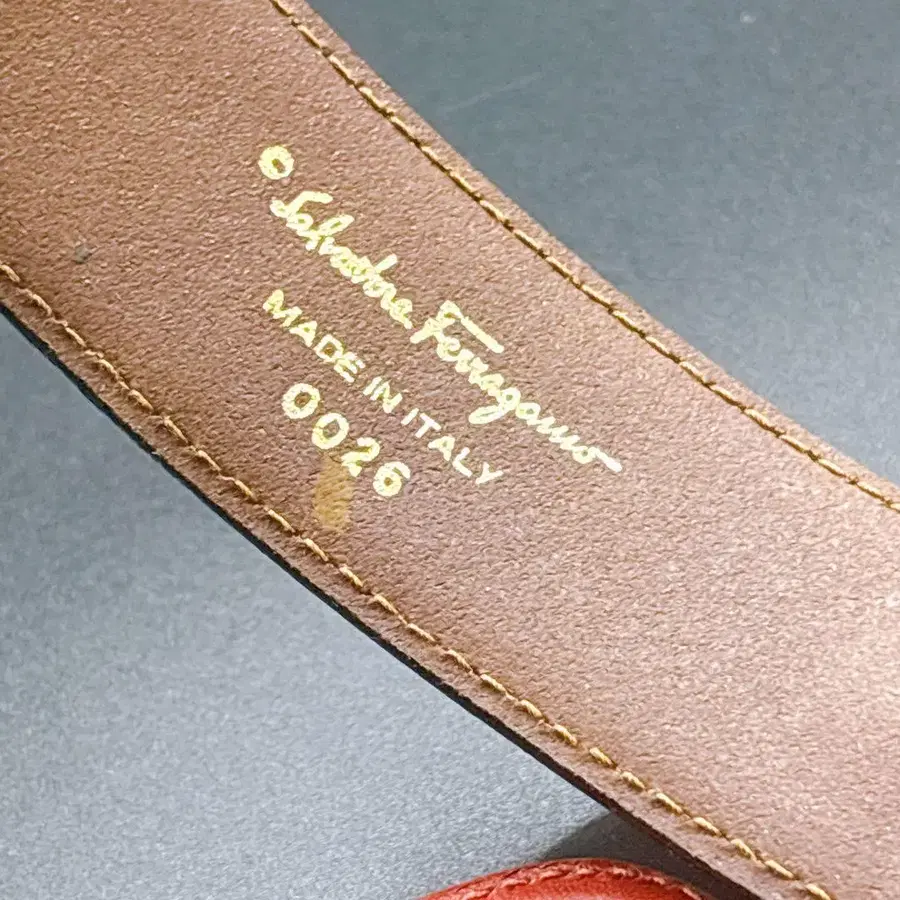 Salvatore Ferragamo
MADE IN ITALY
0026